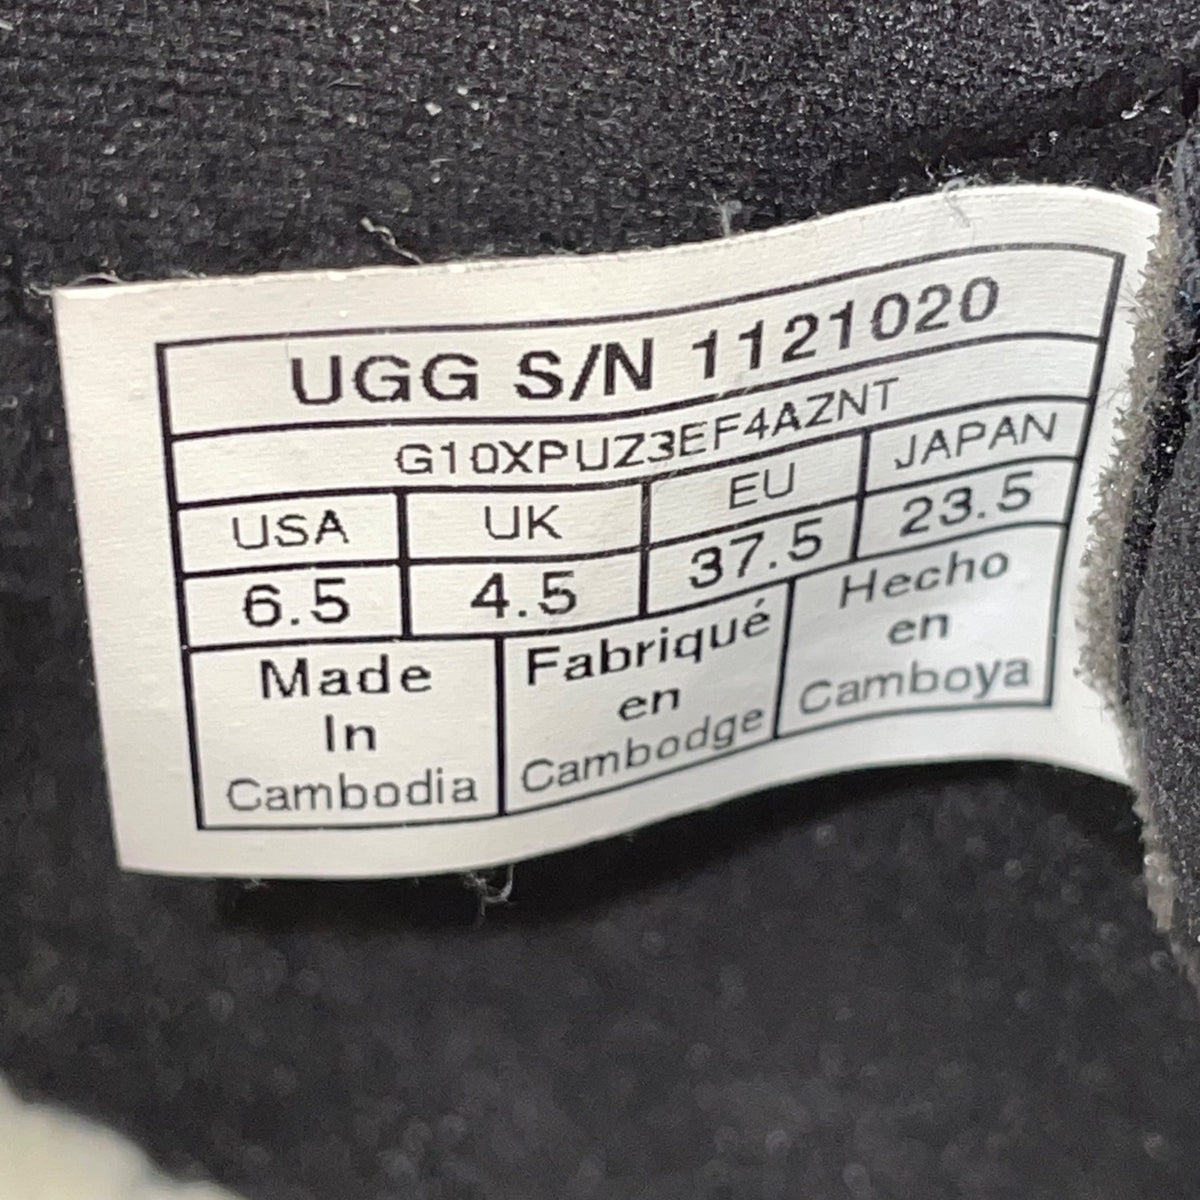 UGG S/N 1121020
G10XPUZ3EF4AZNT
USA UK EU JAPAN
6.5 4.5 37.5 23.5
Made
In
Cambodia
Fabriqué
en
Cambodge
Hecho
en
Camboya